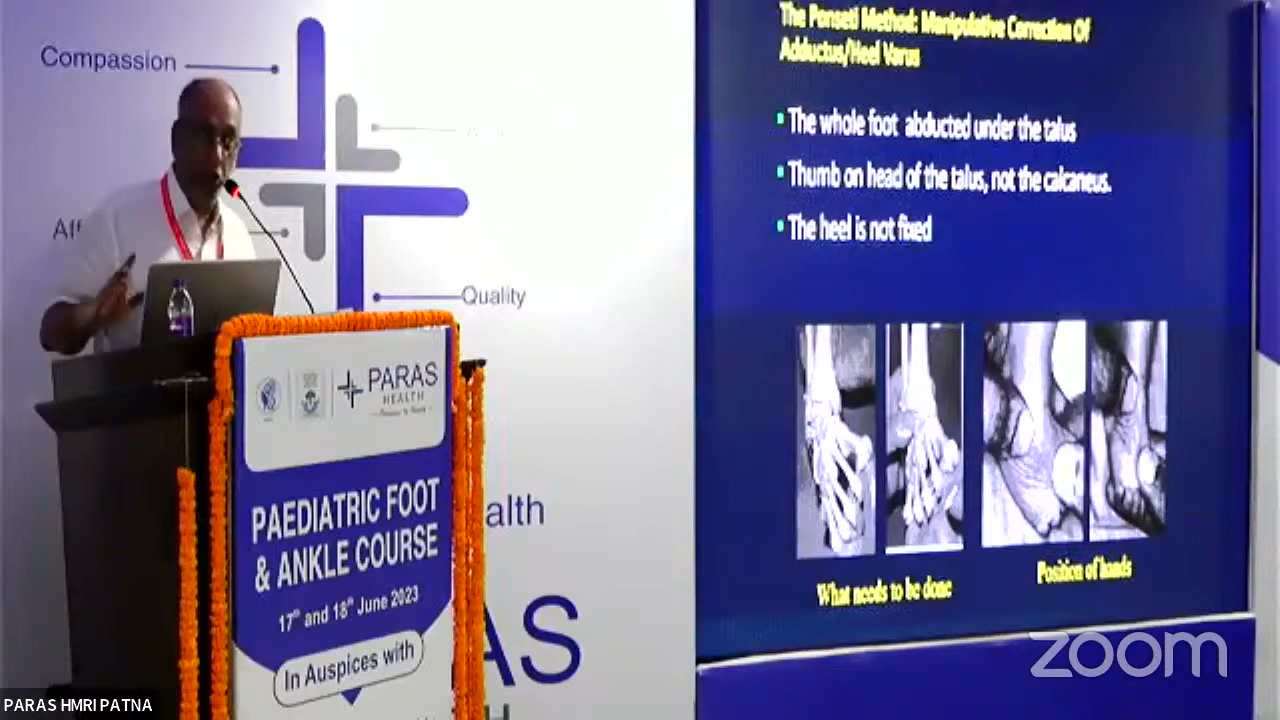 Compassion
Aff
Quality
ealth
AS
H
PARAS
HEALTH
PAEDIATRIC FOOT
& ANKLE COURSE
17th and 18th June 2023
In Auspices with
The Ponseti Method: Manipulative Correction Of
Adductus/Heel Varus
The whole foot abducted under the talus
Thumb on head of the talus, not the calcaneus.
The heel is not fixed
What needs to be done
Position of hands
zoom
PARAS HMRI PATNA